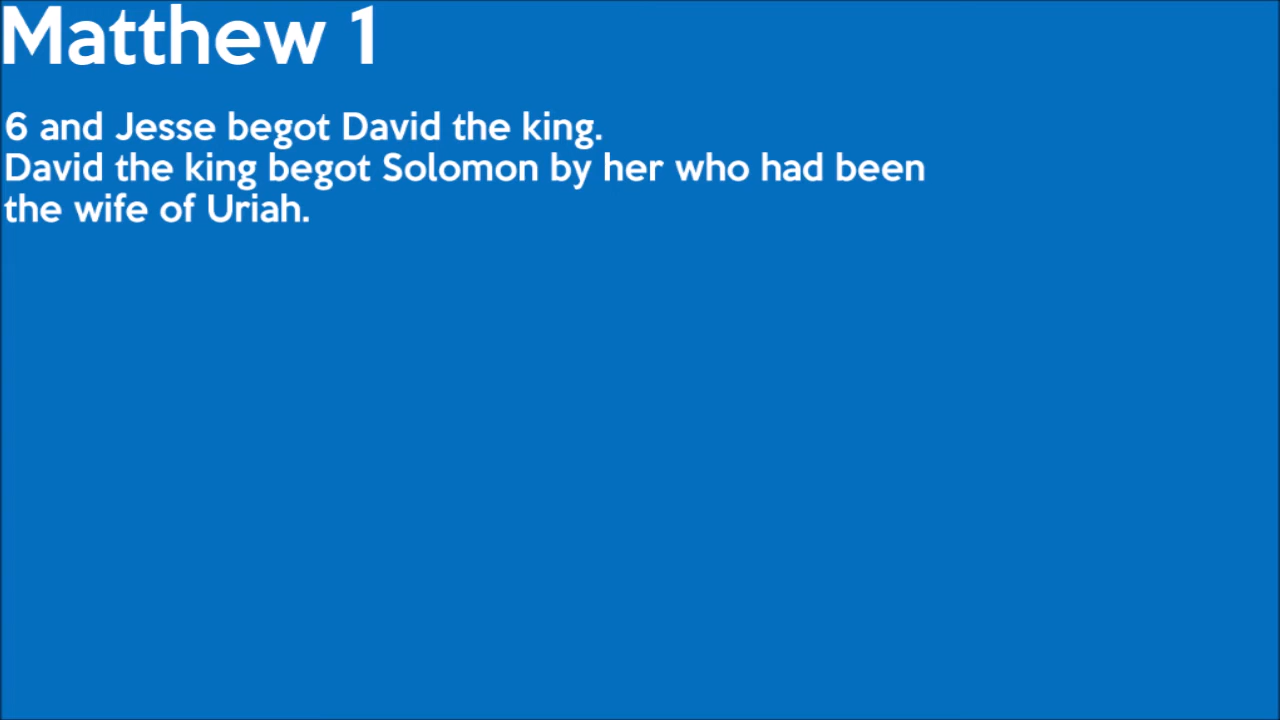 Matthew 1
6 and Jesse begot David the king.
David the king begot Solomon by her who had been
the wife of Uriah.